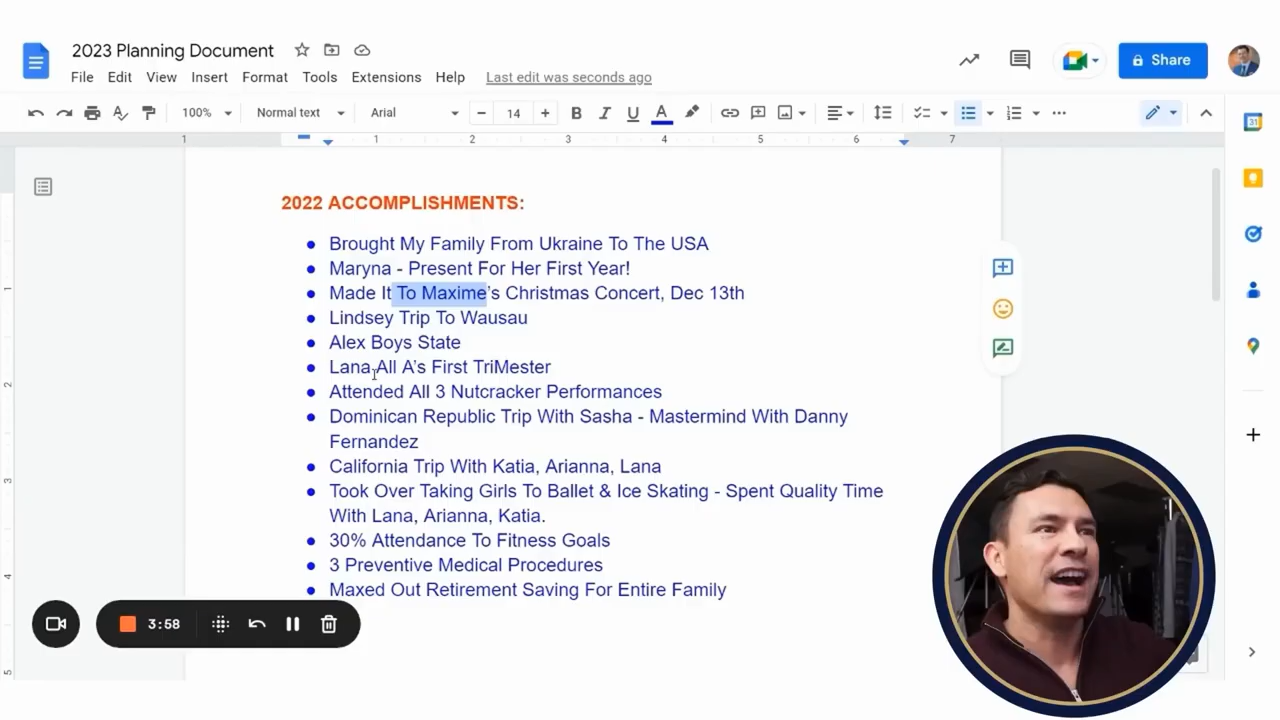 2023 Planning Document
File Edit View Insert Format Tools Extensions Help Last edit was seconds ago
Share
100% Normal text Arial 14 B I U A
1 1 2 3 4 5 6 7
31
2022 ACCOMPLISHMENTS:
● Brought My Family From Ukraine To The USA
● Maryna - Present For Her First Year!
● Made It To Maxime's Christmas Concert, Dec 13th
● Lindsey Trip To Wausau
● Alex Boys State
● Lana All A's First TriMester
● Attended All 3 Nutcracker Performances
● Dominican Republic Trip With Sasha - Mastermind With Danny
Fernandez
● California Trip With Katia, Arianna, Lana
● Took Over Taking Girls To Ballet & Ice Skating - Spent Quality Time
With Lana, Arianna, Katia.
● 30% Attendance To Fitness Goals
● 3 Preventive Medical Procedures
● Maxed Out Retirement Saving For Entire Family
1
2
3
4
5
3:58